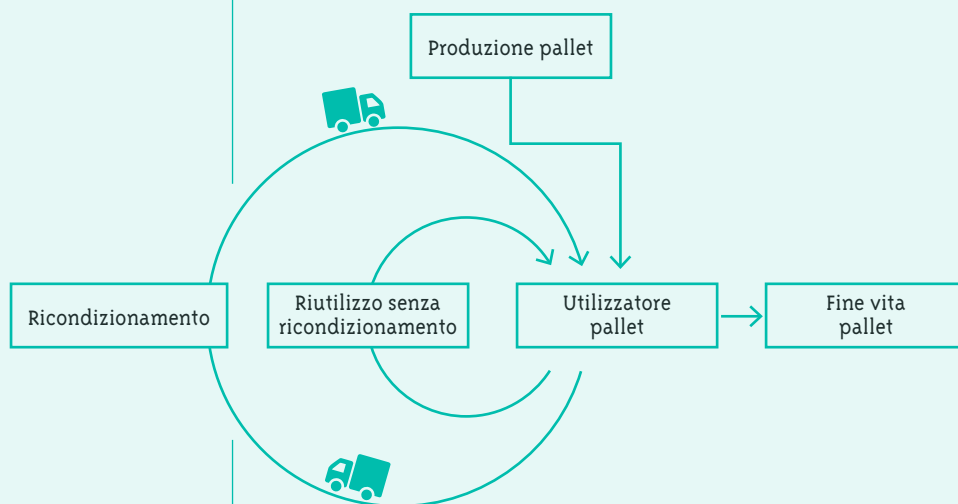 Produzione pallet
Ricondizionamento
Riutilizzo senza
ricondizionamento
Utilizzatore
pallet
Fine vita
pallet